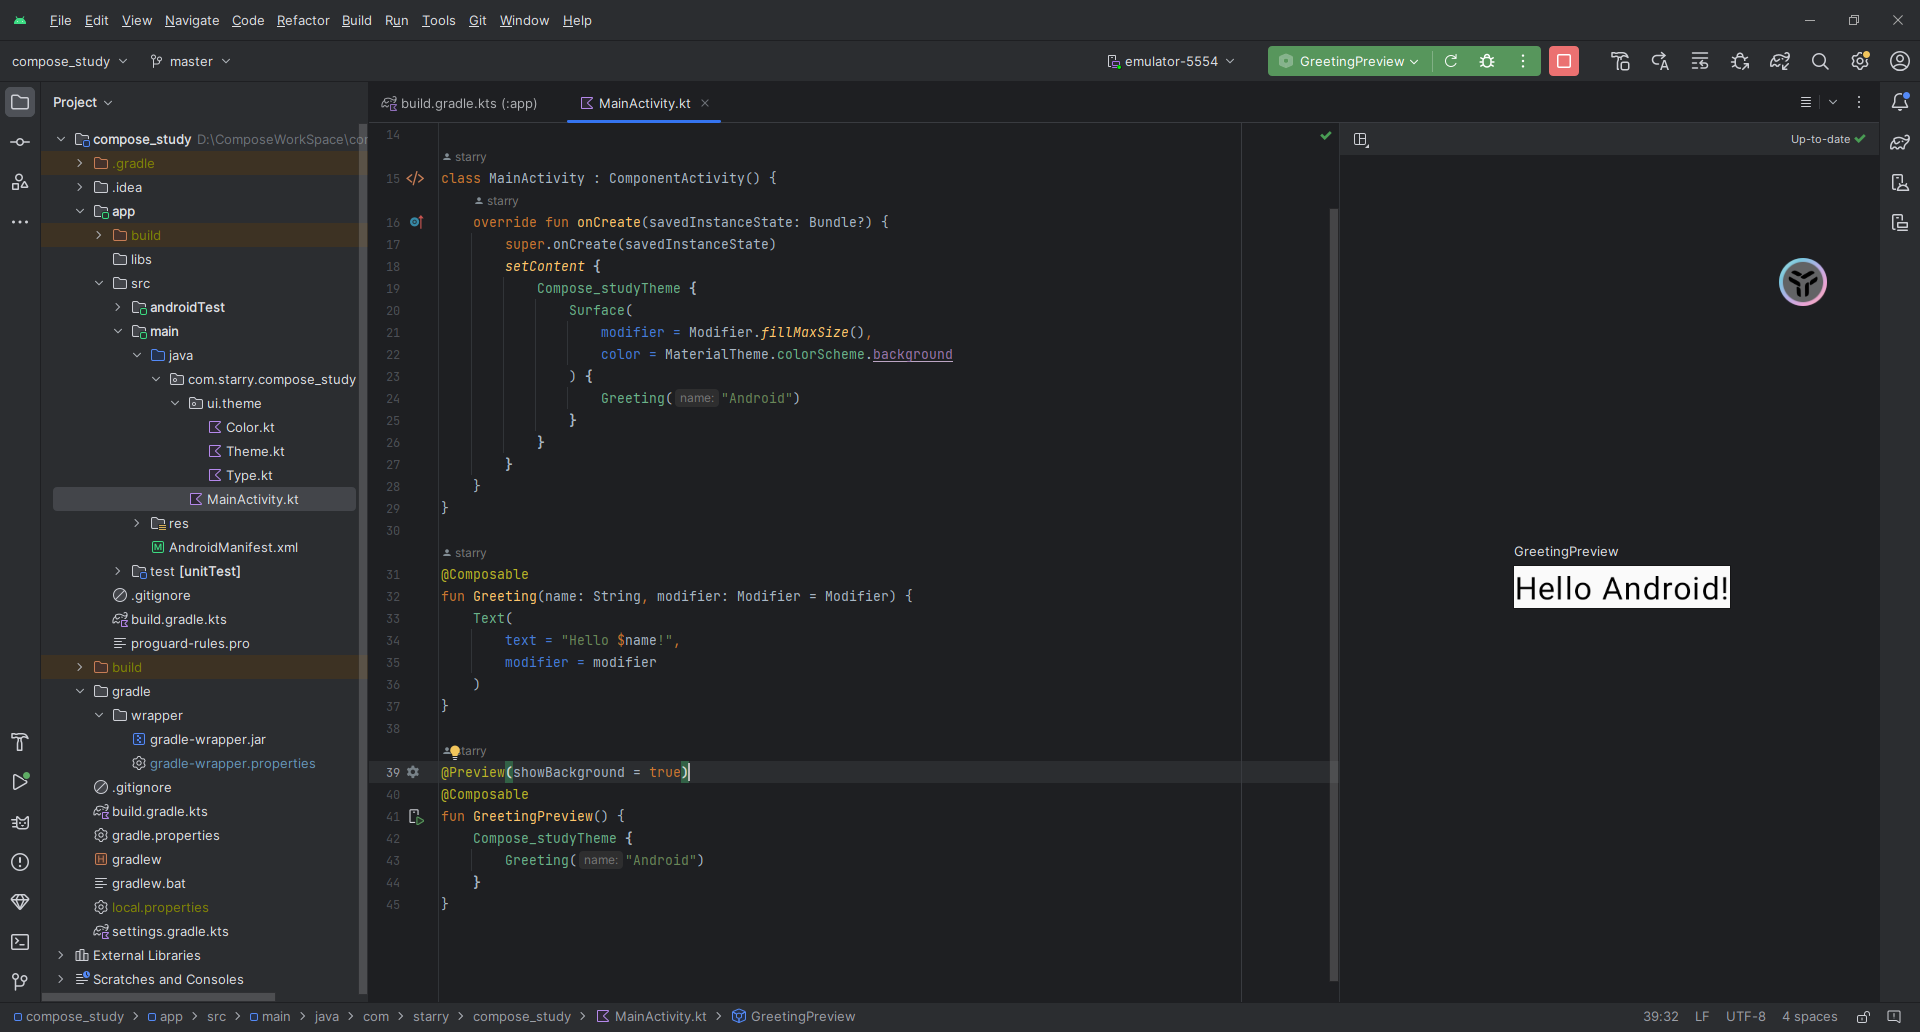 File Edit View Navigate Code Refactor Build Run Tools Git Window Help
compose_study master emulator-5554 GreetingPreview
Project
build.gradle.kts (:app) MainActivity.kt
Up-to-date
compose_study D:\ComposeWorkSpace\cor
.gradle
.idea
app
build
libs
src
androidTest
main
java
com.starry.compose_study
ui.theme
Color.kt
Theme.kt
Type.kt
MainActivity.kt
res
AndroidManifest.xml
test [unitTest]
.gitignore
build.gradle.kts
proguard-rules.pro
build
gradle
wrapper
gradle-wrapper.jar
gradle-wrapper.properties
.gitignore
build.gradle.kts
gradle.properties
gradlew
gradlew.bat
local.properties
settings.gradle.kts
External Libraries
Scratches and Consoles
14
starry
15 class MainActivity : ComponentActivity() {
starry
16 override fun onCreate(savedInstanceState: Bundle?) {
17 super.onCreate(savedInstanceState)
18 setContent {
19 Compose_studyTheme {
20 Surface(
21 modifier = Modifier.fillMaxSize(),
22 color = MaterialTheme.colorScheme.background
23 ) {
24 Greeting( name: "Android")
25 }
26 }
27 }
28 }
29 }
30
starry
31 @Composable
32 fun Greeting(name: String, modifier: Modifier = Modifier) {
33 Text(
34 text = "Hello $name!",
35 modifier = modifier
36 )
37 }
38
starry
39 @Preview(showBackground = true)
40 @Composable
41 fun GreetingPreview() {
42 Compose_studyTheme {
43 Greeting( name: "Android")
44 }
45 }
GreetingPreview
Hello Android!
compose_study > app > src > main > java > com > starry > compose_study > MainActivity.kt > GreetingPreview
39:32 LF UTF-8 4 spaces